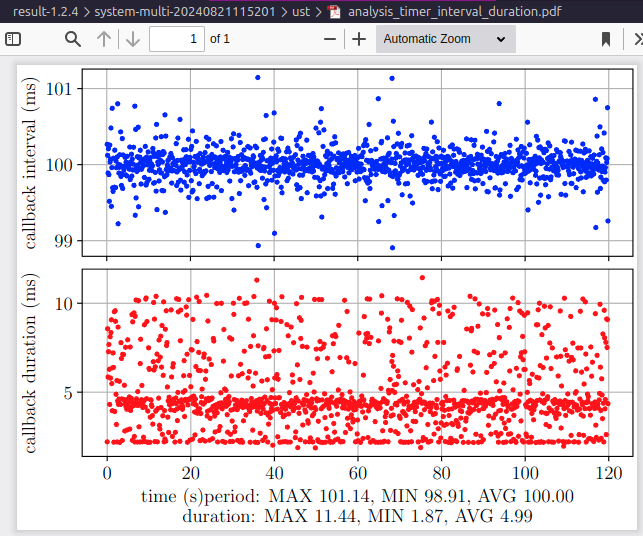 result-1.2.4 > system-multi-20240821115201 > ust > analysis_timer_interval_duration.pdf
1 of 1
Automatic Zoom
callback interval (ms)
101
100
99
callback duration (ms)
10
5
0 20 40 60 80 100 120
time (s)period: MAX 101.14, MIN 98.91, AVG 100.00
duration: MAX 11.44, MIN 1.87, AVG 4.99